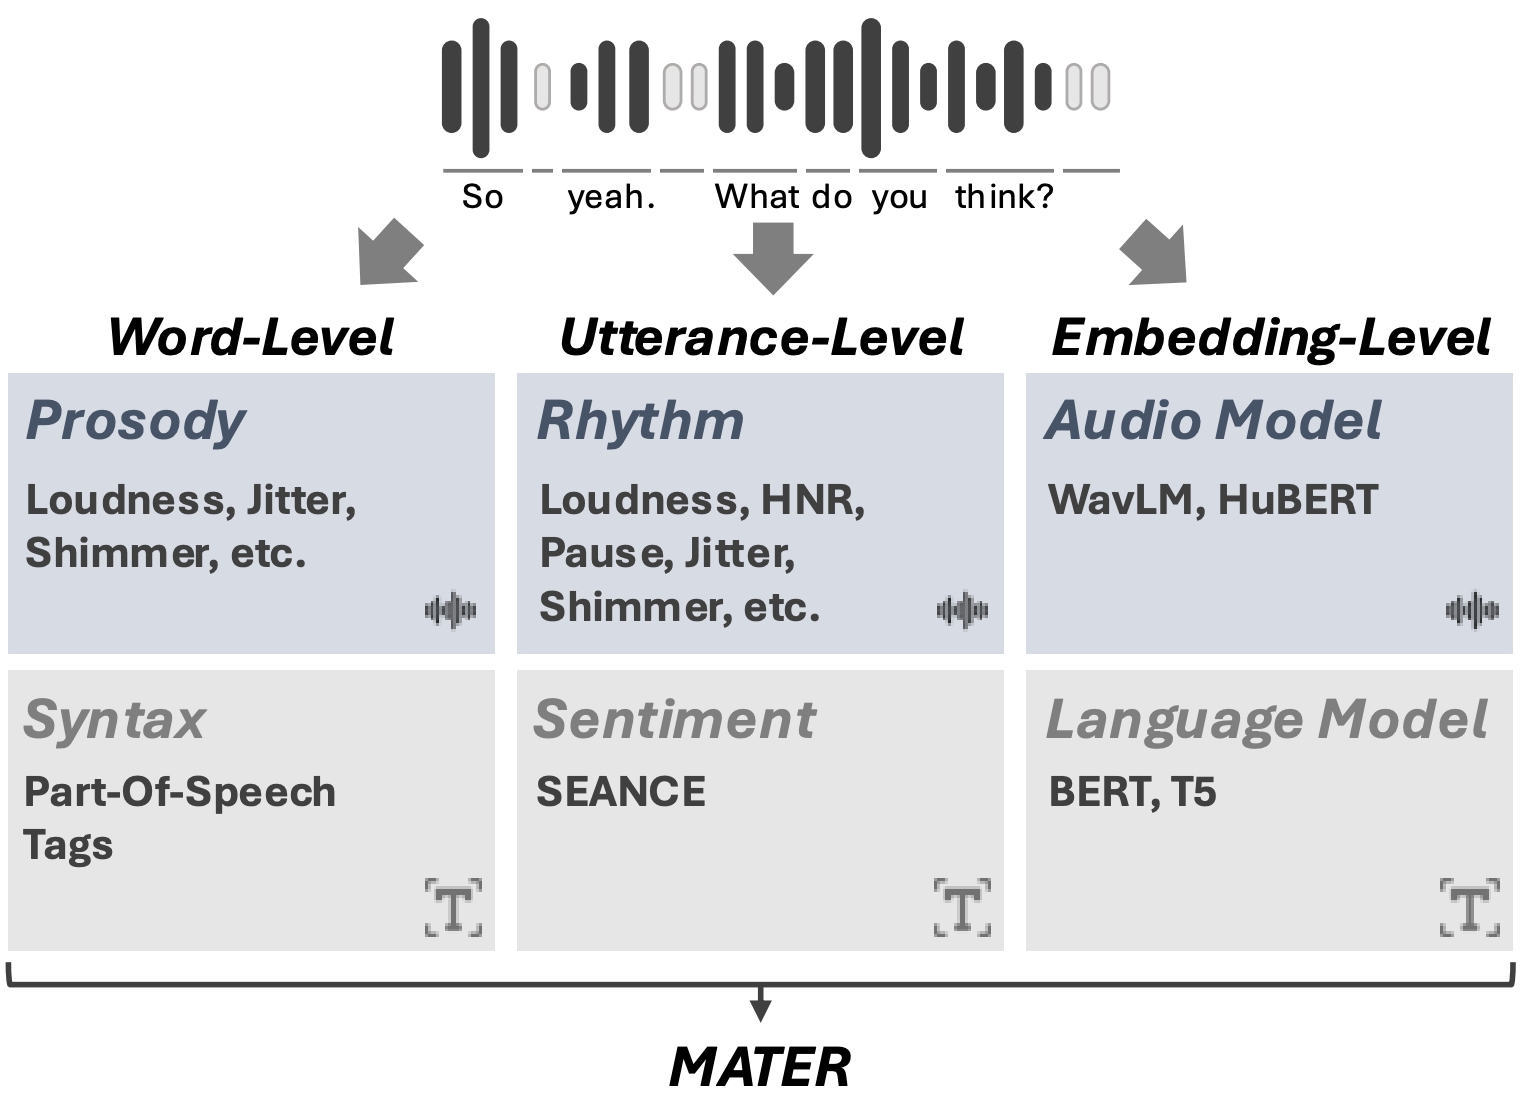 So yeah. What do you think?
Word-Level
Utterance-Level
Embedding-Level
Prosody
Loudness, Jitter,
Shimmer, etc.
Rhythm
Loudness, HNR,
Pause, Jitter,
Shimmer, etc.
Audio Model
WavLM, HuBERT
Syntax
Part-Of-Speech
Tags
Sentiment
SEANCE
Language Model
BERT, T5
T
T
T
MATER